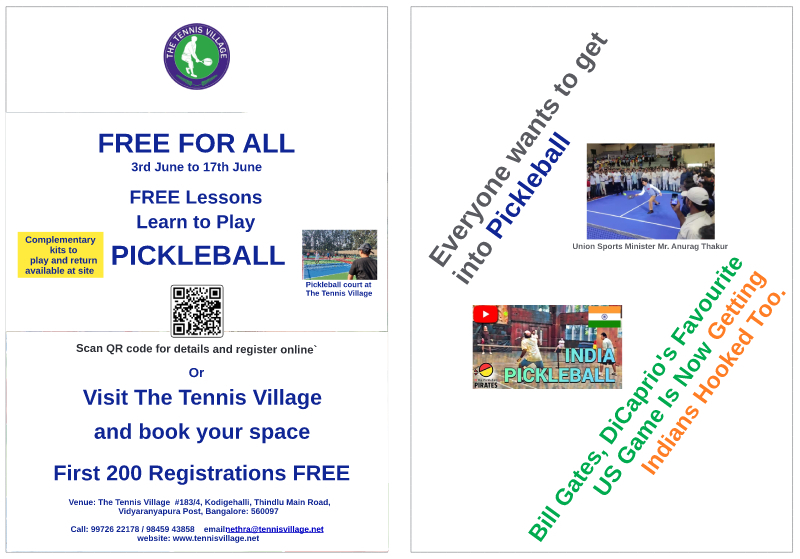 THE TENNIS VILLAGE
FREE FOR ALL
3rd June to 17th June
FREE Lessons
Learn to Play
PICKLEBALL
Complementary
kits to
play and return
available at site
Pickleball court at
The Tennis Village
Scan QR code for details and register online`
Or
Visit The Tennis Village
and book your space
First 200 Registrations FREE
Venue: The Tennis Village #183/4, Kodigehalli, Thindlu Main Road,
Vidyaranyapura Post, Bangalore: 560097
Call: 99726 22178 / 98459 43858 emailnethra@tennisvillage.net
website: www.tennisvillage.net
Everyone wants to get
into Pickleball
Union Sports Minister Mr. Anurag Thakur
INDIA
PICKLEBALL
PIRATES
Bill Gates, DiCaprio's Favourite
US Game Is Now Getting
Indians Hooked Too.